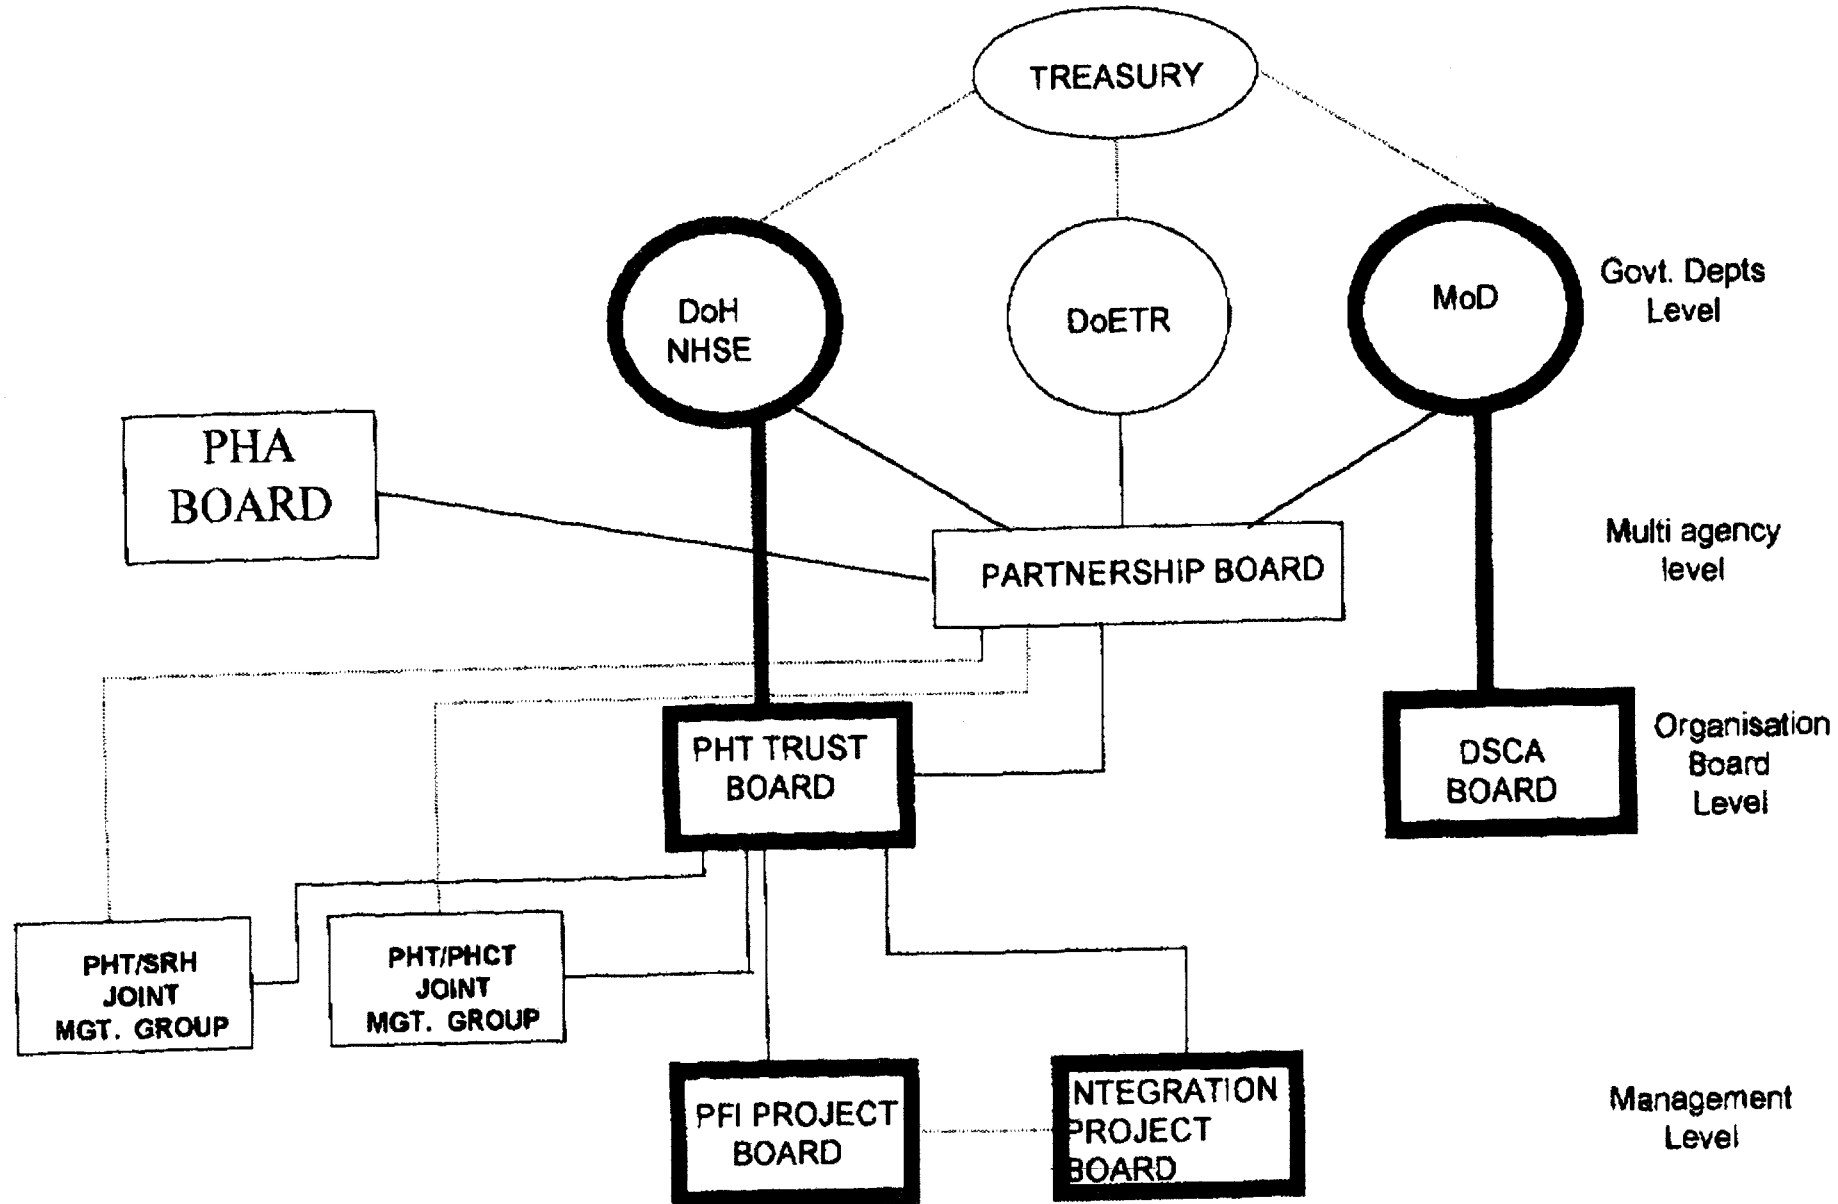 TREASURY
DoH
NHSE
DoETR
MoD
Govt. Depts
Level
PHA
BOARD
PARTNERSHIP BOARD
Multi agency
level
PHT TRUST
BOARD
DSCA
BOARD
Organisation
Board
Level
PHT/SRH
JOINT
MGT. GROUP
PHT/PHCT
JOINT
MGT. GROUP
PFI PROJECT
BOARD
NTEGRATION
PROJECT
BOARD
Management
Level